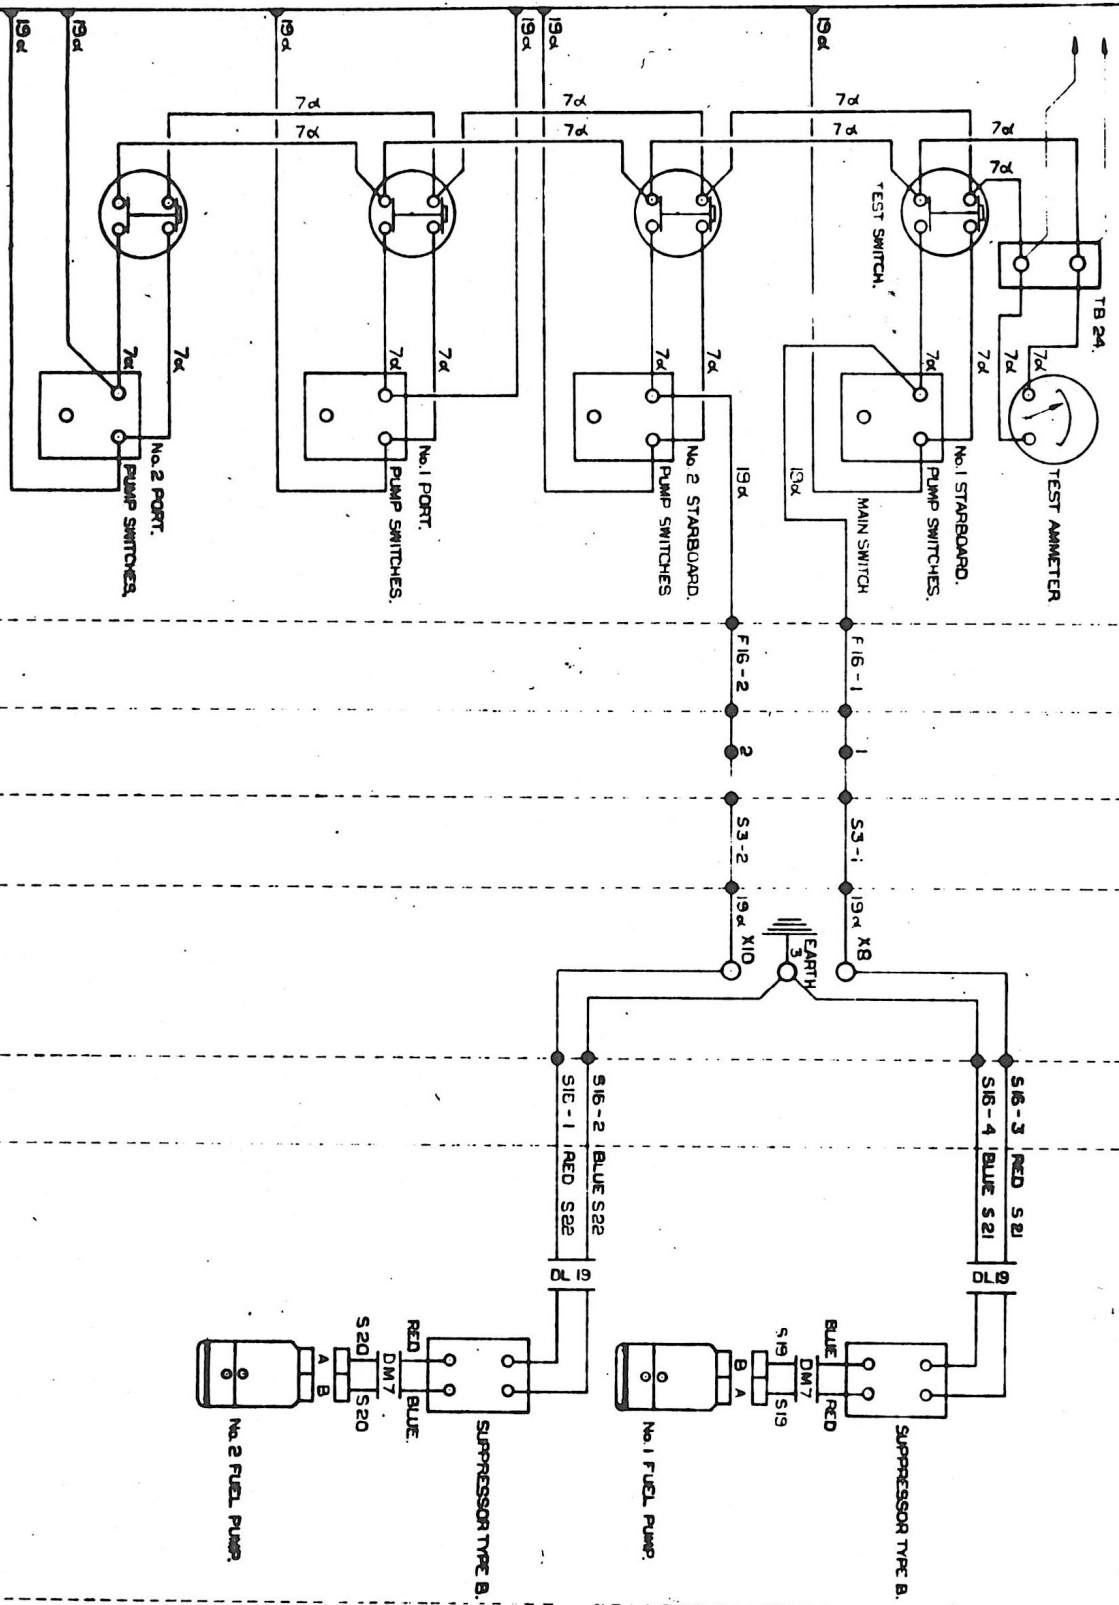 19α
19α
19α
19α
19α
19α
7α
7α
7α
7α
7α
7α
7α
7α
TEST SWITCH.
TB 24.
7α
7α
7α
7α
7α
7α
7α
7α
7α
7α
TEST AMMETER
No. 1 STARBOARD.
PUMP SWITCHES.
MAIN SWITCH
19α
No. 2 STARBOARD.
PUMP SWITCHES
19α
No. 1 PORT.
PUMP SWITCHES.
No. 2 PORT.
PUMP SWITCHES.
F16-2
F16-1
2
1
S3-2
S3-1
19α X10
19α X8
EARTH
3
S16-3 RED S21
S16-4 BLUE S21
S16-2 BLUE S22
S16-1 RED S22
DL 19
DL19
SUPPRESSOR TYPE B.
BLUE
RED
S19
DM7
S19
B A
No. 1 FUEL PUMP.
SUPPRESSOR TYPE B.
RED
BLUE.
S20
DM7
S20
A B
No. 2 FUEL PUMP.